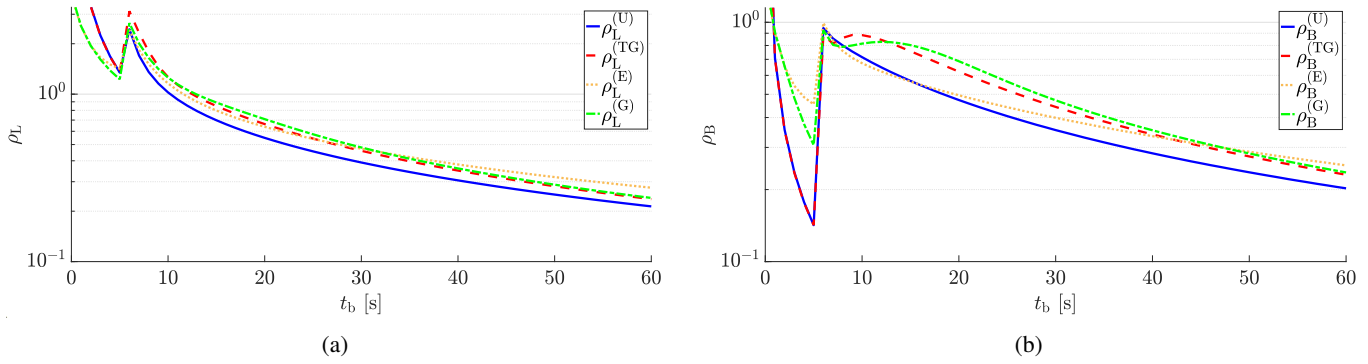 10^0
10^{-1}
ρ_L
0 10 20 30 40 50 60
t_b [s]
ρ_L^(U)
ρ_L^(TG)
ρ_L^(E)
ρ_L^(G)
(a)
10^0
10^{-1}
ρ_B
0 10 20 30 40 50 60
t_b [s]
ρ_B^(U)
ρ_B^(TG)
ρ_B^(E)
ρ_B^(G)
(b)